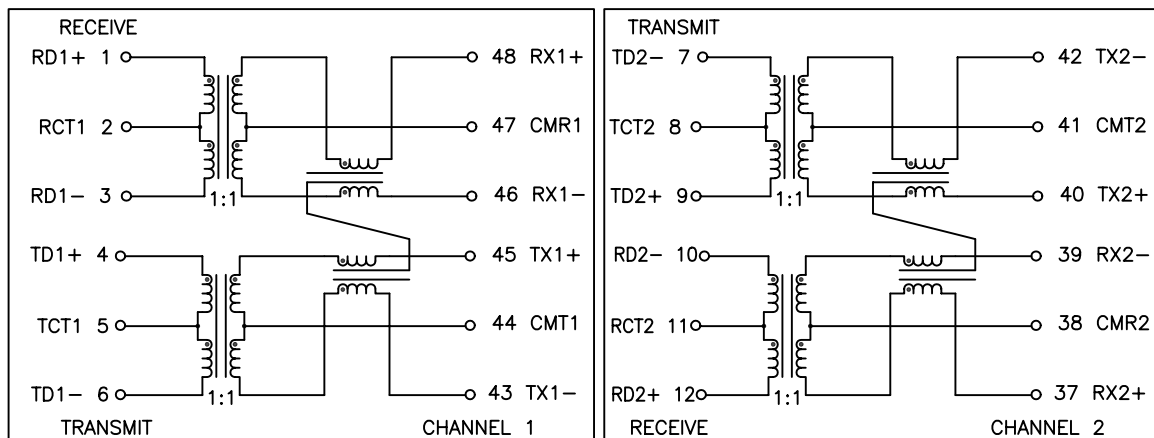 RECEIVE
RD1+ 1
48 RX1+
RCT1 2
47 CMR1
RD1- 3
1:1
46 RX1-
TD1+ 4
45 TX1+
TCT1 5
44 CMT1
TD1- 6
1:1
43 TX1-
TRANSMIT
CHANNEL 1
TRANSMIT
TD2- 7
42 TX2-
TCT2 8
41 CMT2
TD2+ 9
1:1
40 TX2+
RD2- 10
39 RX2-
RCT2 11
38 CMR2
RD2+ 12
1:1
37 RX2+
RECEIVE
CHANNEL 2